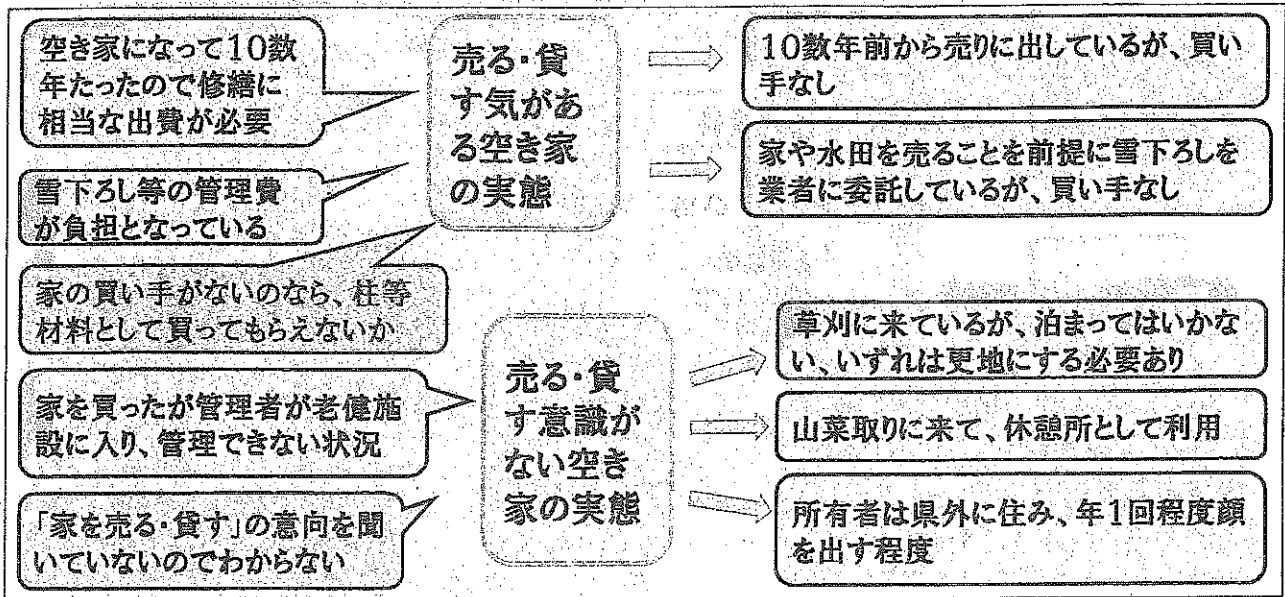 空き家になって10数
年たったので修繕に
相当な出費が必要
雪下ろし等の管理費
が負担となっている
家の買い手がないのなら、柱等
材料として買ってもらえないか
売る・貸
す気があ
る空き家
の実態
10数年前から売りに出しているが、買い
手なし
家や水田を売ることを前提に雪下ろしを
業者に委託しているが、買い手なし
家を買ったが管理者が老健施
設に入り、管理できない状況
「家を売る・貸す」の意向を聞
いていないのでわからない
売る・貸
す意識が
ない空き
家の実態
草刈に来ているが、泊まってはいかな
い、いずれは更地にする必要あり
山菜取りに来て、休憩所として利用
所有者は県外に住み、年1回程度顔
を出す程度